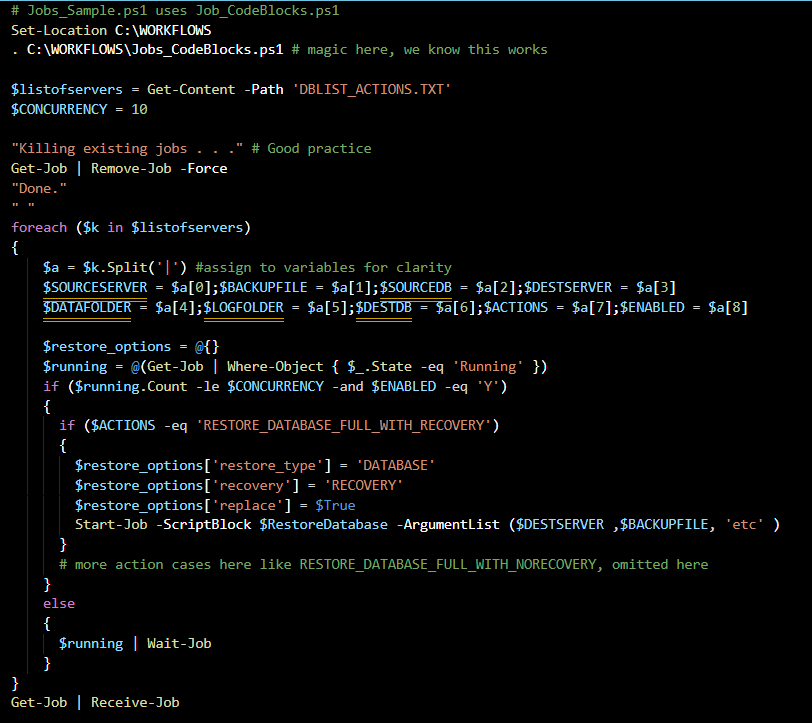 # Jobs_Sample.ps1 uses Job_CodeBlocks.ps1
Set-Location C:\WORKFLOWS
. C:\WORKFLOWS\Jobs_CodeBlocks.ps1 # magic here, we know this works
$listofservers = Get-Content -Path 'DBLIST_ACTIONS.TXT'
$CONCURRENCY = 10
"Killing existing jobs . . ." # Good practice
Get-Job | Remove-Job -Force
"Done."
" "
foreach ($k in $listofservers)
{
$a = $k.Split('|') #assign to variables for clarity
$SOURCESERVER = $a[0];$BACKUPFILE = $a[1];$SOURCEDB = $a[2];$DESTSERVER = $a[3]
$DATAFOLDER = $a[4];$LOGFOLDER = $a[5];$DESTDB = $a[6];$ACTIONS = $a[7];$ENABLED = $a[8]
$restore_options = @{}
$running = @(Get-Job | Where-Object { $_.State -eq 'Running' })
if ($running.Count -le $CONCURRENCY -and $ENABLED -eq 'Y')
{
if ($ACTIONS -eq 'RESTORE_DATABASE_FULL_WITH_RECOVERY')
{
$restore_options['restore_type'] = 'DATABASE'
$restore_options['recovery'] = 'RECOVERY'
$restore_options['replace'] = $True
Start-Job -ScriptBlock $RestoreDatabase -ArgumentList ($DESTSERVER ,$BACKUPFILE, 'etc' )
}
# more action cases here like RESTORE_DATABASE_FULL_WITH_NORECOVERY, omitted here
}
else
{
$running | Wait-Job
}
}
Get-Job | Receive-Job